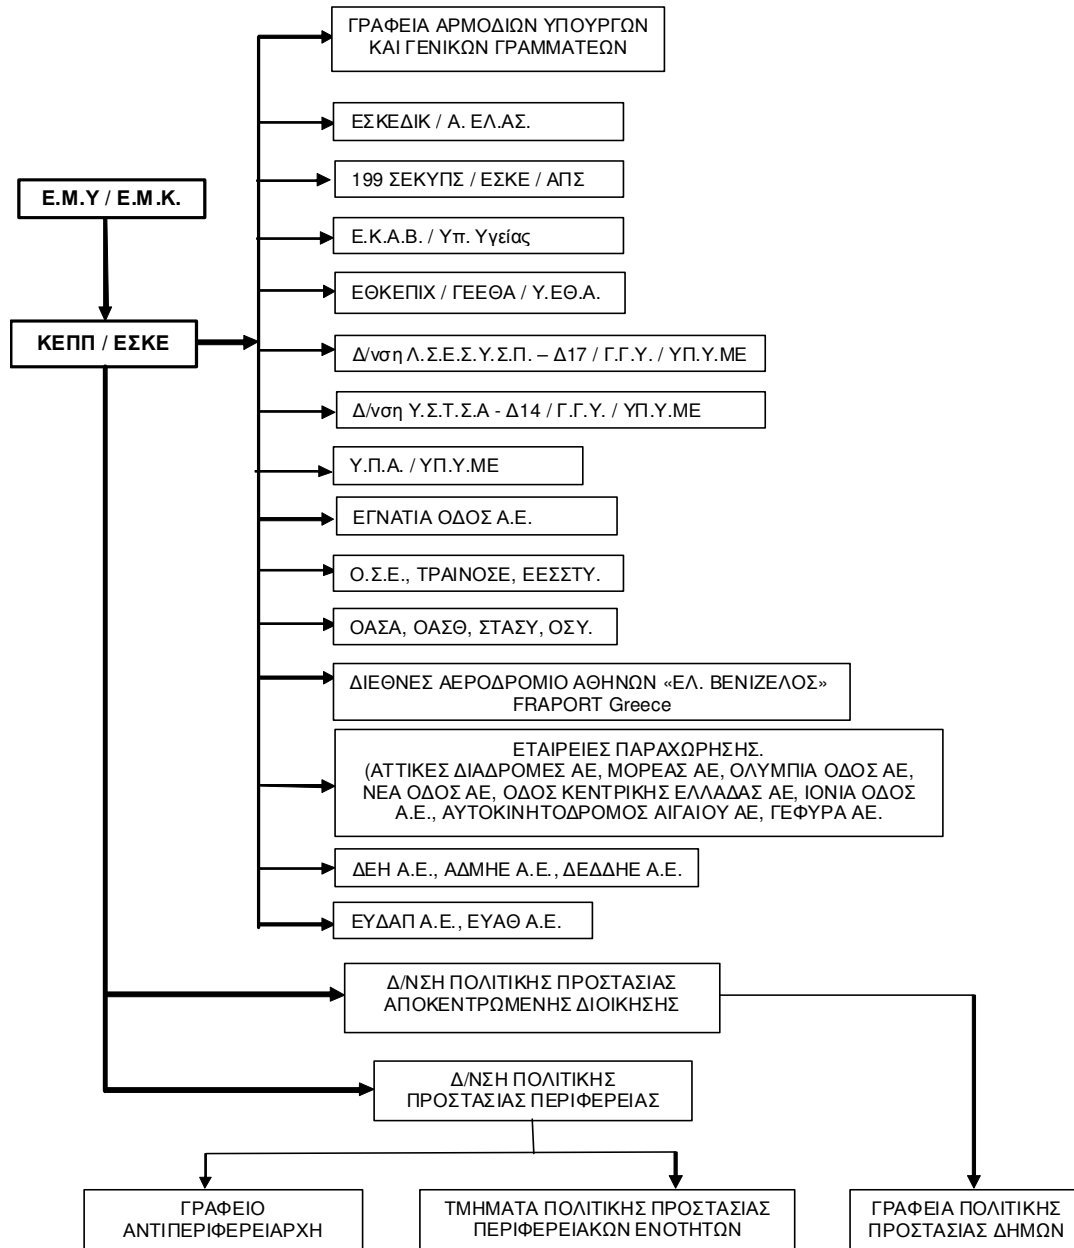 ΓΡΑΦΕΙΑ ΑΡΜΟΔΙΩΝ ΥΠΟΥΡΓΩΝ
ΚΑΙ ΓΕΝΙΚΩΝ ΓΡΑΜΜΑΤΕΩΝ
ΕΣΚΕΔΙΚ / Α. ΕΛ.ΑΣ.
199 ΣΕΚΥΠΣ / ΕΣΚΕ / ΑΠΣ
Ε.Μ.Υ / Ε.Μ.Κ.
Ε.Κ.Α.Β. / Υπ. Υγείας
ΕΘΚΕΠΙΧ / ΓΕΕΘΑ / Υ.ΕΘ.Α.
ΚΕΠΠ / ΕΣΚΕ
Δ/νση Λ.Σ.Ε.Σ.Υ.Σ.Π. – Δ17 / Γ.Γ.Υ. / ΥΠ.Υ.ΜΕ
Δ/νση Υ.Σ.Τ.Σ.Α - Δ14 / Γ.Γ.Υ. / ΥΠ.Υ.ΜΕ
Υ.Π.Α. / ΥΠ.Υ.ΜΕ
ΕΓΝΑΤΙΑ ΟΔΟΣ Α.Ε.
Ο.Σ.Ε., ΤΡΑΙΝΟΣΕ, ΕΕΣΣΤΥ.
ΟΑΣΑ, ΟΑΣΘ, ΣΤΑΣΥ, ΟΣΥ.
ΔΙΕΘΝΕΣ ΑΕΡΟΔΡΟΜΙΟ ΑΘΗΝΩΝ «ΕΛ. ΒΕΝΙΖΕΛΟΣ»
FRAPORT Greece
ΕΤΑΙΡΕΙΕΣ ΠΑΡΑΧΩΡΗΣΗΣ.
(ΑΤΤΙΚΕΣ ΔΙΑΔΡΟΜΕΣ ΑΕ, ΜΟΡΕΑΣ ΑΕ, ΟΛΥΜΠΙΑ ΟΔΟΣ ΑΕ,
ΝΕΑ ΟΔΟΣ ΑΕ, ΟΔΟΣ ΚΕΝΤΡΙΚΗΣ ΕΛΛΑΔΑΣ ΑΕ, ΙΟΝΙΑ ΟΔΟΣ
Α.Ε., ΑΥΤΟΚΙΝΗΤΟΔΡΟΜΟΣ ΑΙΓΑΙΟΥ ΑΕ, ΓΕΦΥΡΑ ΑΕ.
ΔΕΗ Α.Ε., ΑΔΜΗΕ Α.Ε., ΔΕΔΔΗΕ Α.Ε.
ΕΥΔΑΠ Α.Ε., ΕΥΑΘ Α.Ε.
Δ/ΝΣΗ ΠΟΛΙΤΙΚΗΣ ΠΡΟΣΤΑΣΙΑΣ
ΑΠΟΚΕΝΤΡΩΜΕΝΗΣ ΔΙΟΙΚΗΣΗΣ
Δ/ΝΣΗ ΠΟΛΙΤΙΚΗΣ
ΠΡΟΣΤΑΣΙΑΣ ΠΕΡΙΦΕΡΕΙΑΣ
ΓΡΑΦΕΙΟ
ΑΝΤΙΠΕΡΙΦΕΡΕΙΑΡΧΗ
ΤΜΗΜΑΤΑ ΠΟΛΙΤΙΚΗΣ ΠΡΟΣΤΑΣΙΑΣ
ΠΕΡΙΦΕΡΕΙΑΚΩΝ ΕΝΟΤΗΤΩΝ
ΓΡΑΦΕΙΑ ΠΟΛΙΤΙΚΗΣ
ΠΡΟΣΤΑΣΙΑΣ ΔΗΜΩΝ